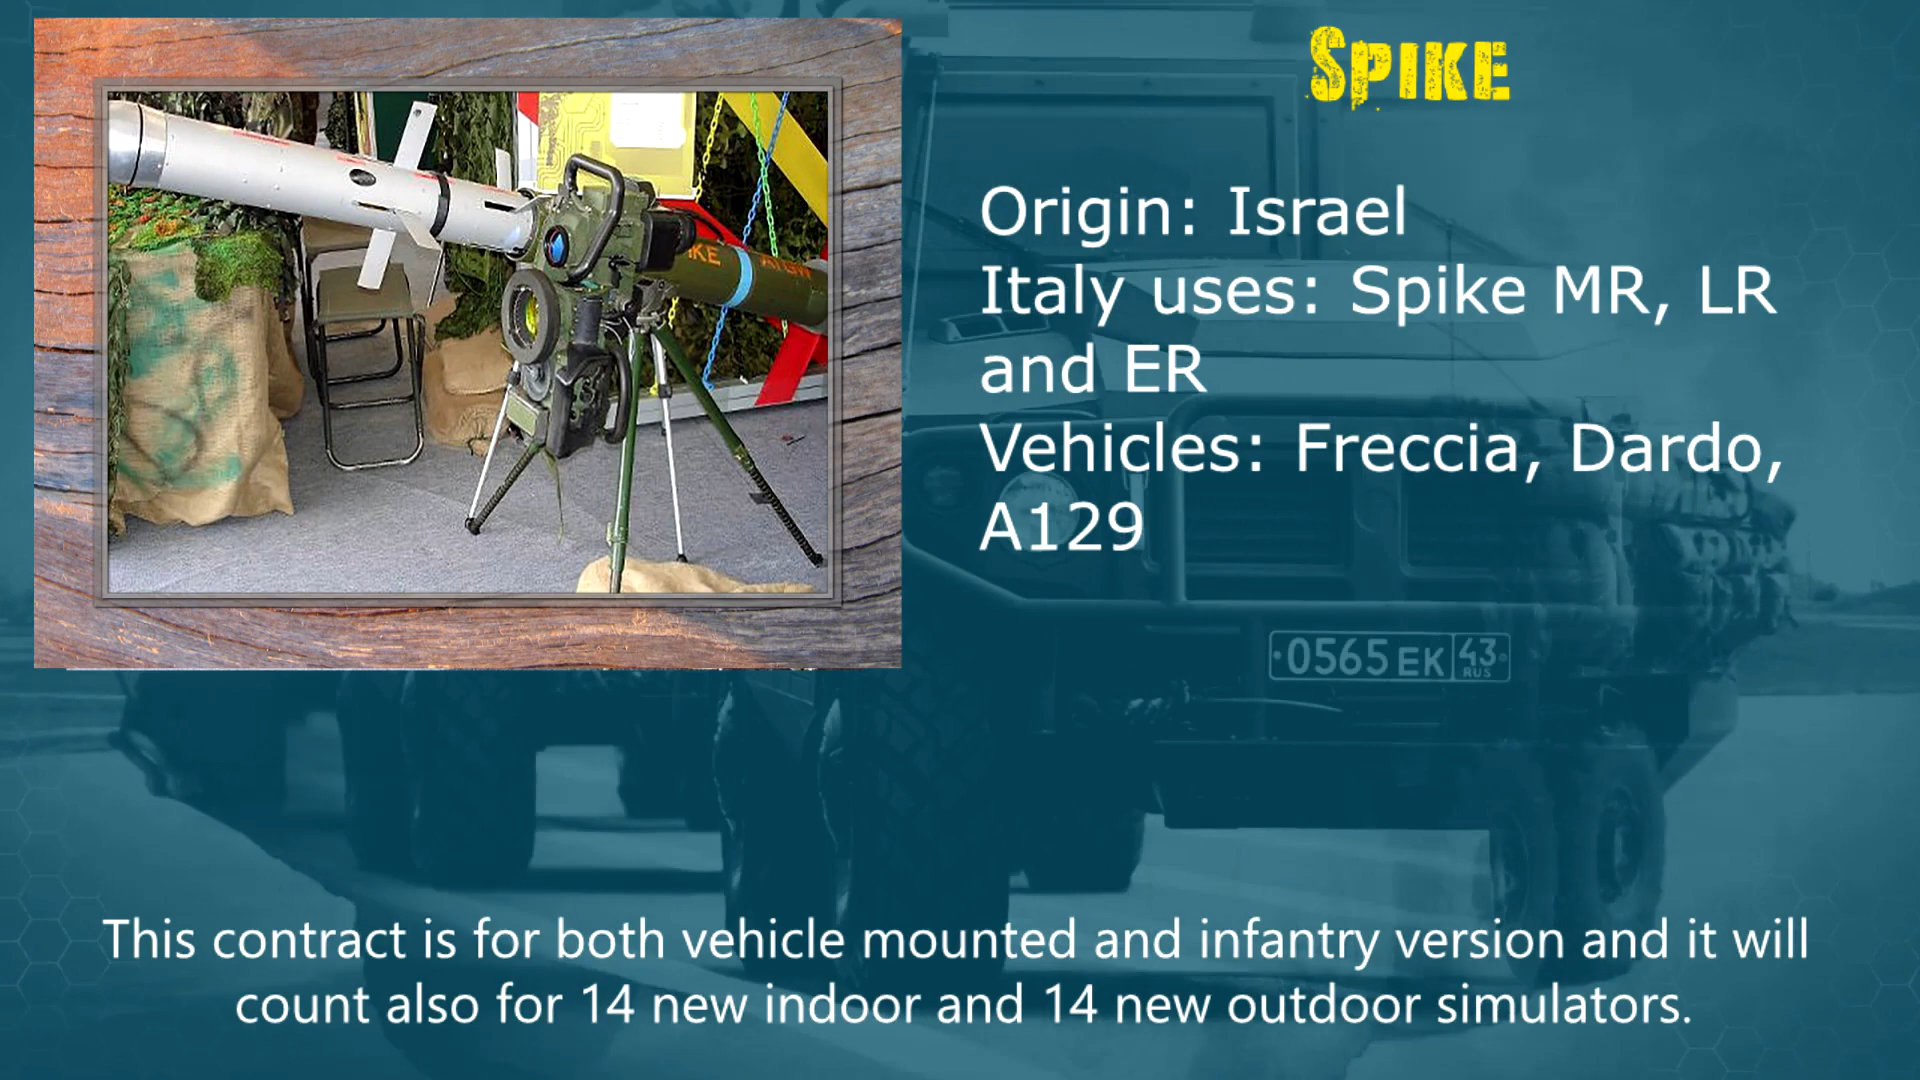 Spike
Origin: Israel
Italy uses: Spike MR, LR
and ER
Vehicles: Freccia, Dardo,
A129
IKE ATGW
0565 EK 43
RUS
This contract is for both vehicle mounted and infantry version and it will
count also for 14 new indoor and 14 new outdoor simulators.